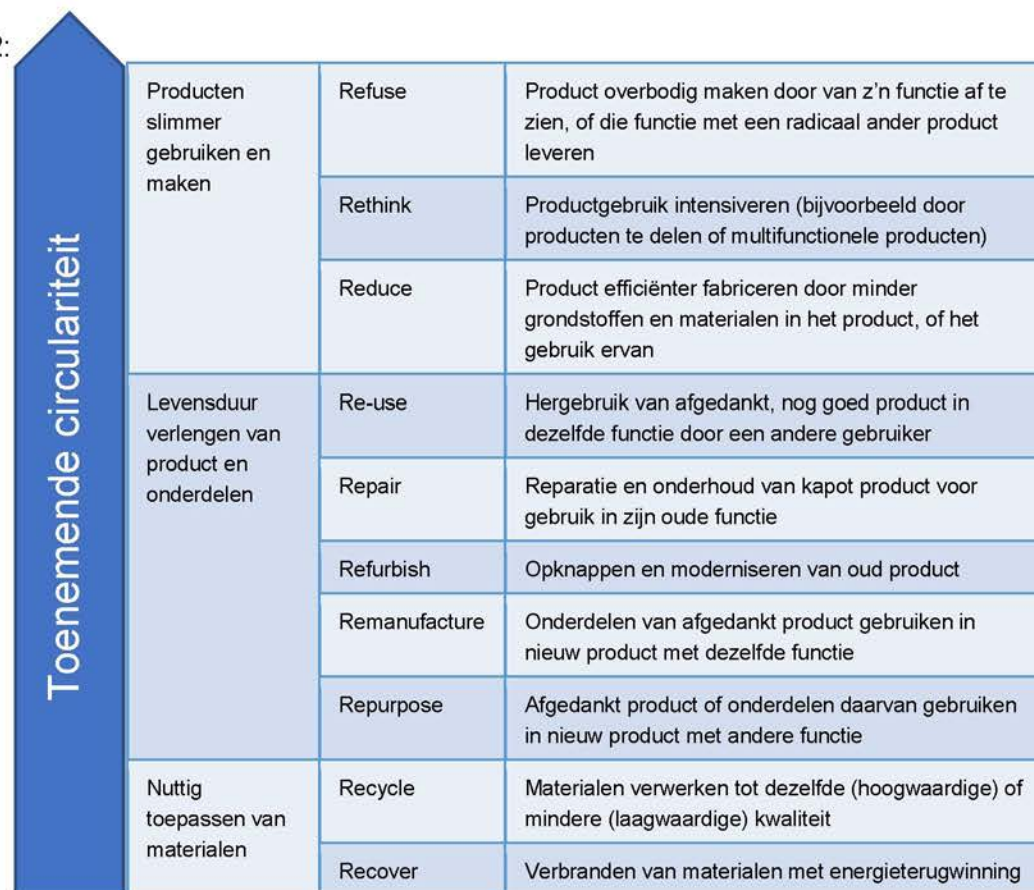 2:
Toenemende circulariteit
Producten
slimmer
gebruiken en
maken
Refuse
Product overbodig maken door van z’n functie af te
zien, of die functie met een radicaal ander product
leveren
Rethink
Productgebruik intensiveren (bijvoorbeeld door
producten te delen of multifunctionele producten)
Reduce
Product efficiënter fabriceren door minder
grondstoffen en materialen in het product, of het
gebruik ervan
Levensduur
verlengen van
product en
onderdelen
Re-use
Hergebruik van afgedankt, nog goed product in
dezelfde functie door een andere gebruiker
Repair
Reparatie en onderhoud van kapot product voor
gebruik in zijn oude functie
Refurbish
Opknappen en moderniseren van oud product
Remanufacture
Onderdelen van afgedankt product gebruiken in
nieuw product met dezelfde functie
Repurpose
Afgedankt product of onderdelen daarvan gebruiken
in nieuw product met andere functie
Nuttig
toepassen van
materialen
Recycle
Materialen verwerken tot dezelfde (hoogwaardige) of
mindere (laagwaardige) kwaliteit
Recover
Verbranden van materialen met energieterugwinning